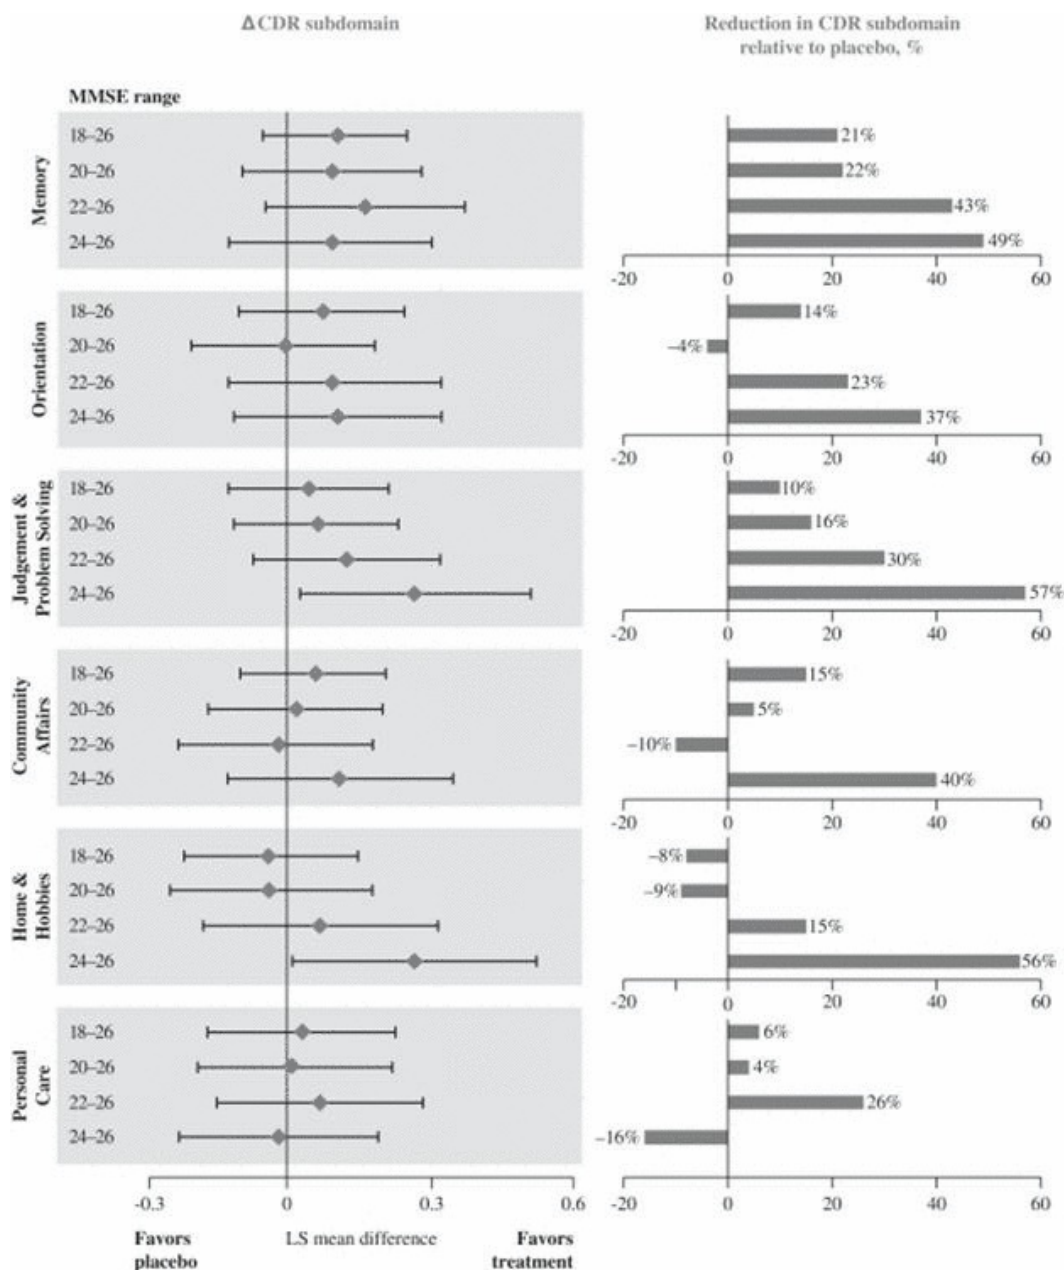 ΔCDR subdomain
Reduction in CDR subdomain
relative to placebo, %
MMSE range
Memory
18–26
21%
20–26
22%
22–26
43%
24–26
49%
-20 0 20 40 60
Orientation
18–26
14%
20–26
–4%
22–26
23%
24–26
37%
-20 0 20 40 60
Judgement &
Problem Solving
18–26
10%
20–26
16%
22–26
30%
24–26
57%
-20 0 20 40 60
Community
Affairs
18–26
15%
20–26
5%
22–26
–10%
24–26
40%
-20 0 20 40 60
Home &
Hobbies
18–26
–8%
20–26
–9%
22–26
15%
24–26
56%
-20 0 20 40 60
Personal
Care
18–26
6%
20–26
4%
22–26
26%
24–26
–16%
-0.3 0 0.3 0.6
-20 0 20 40 60
Favors
placebo
LS mean difference
Favors
treatment